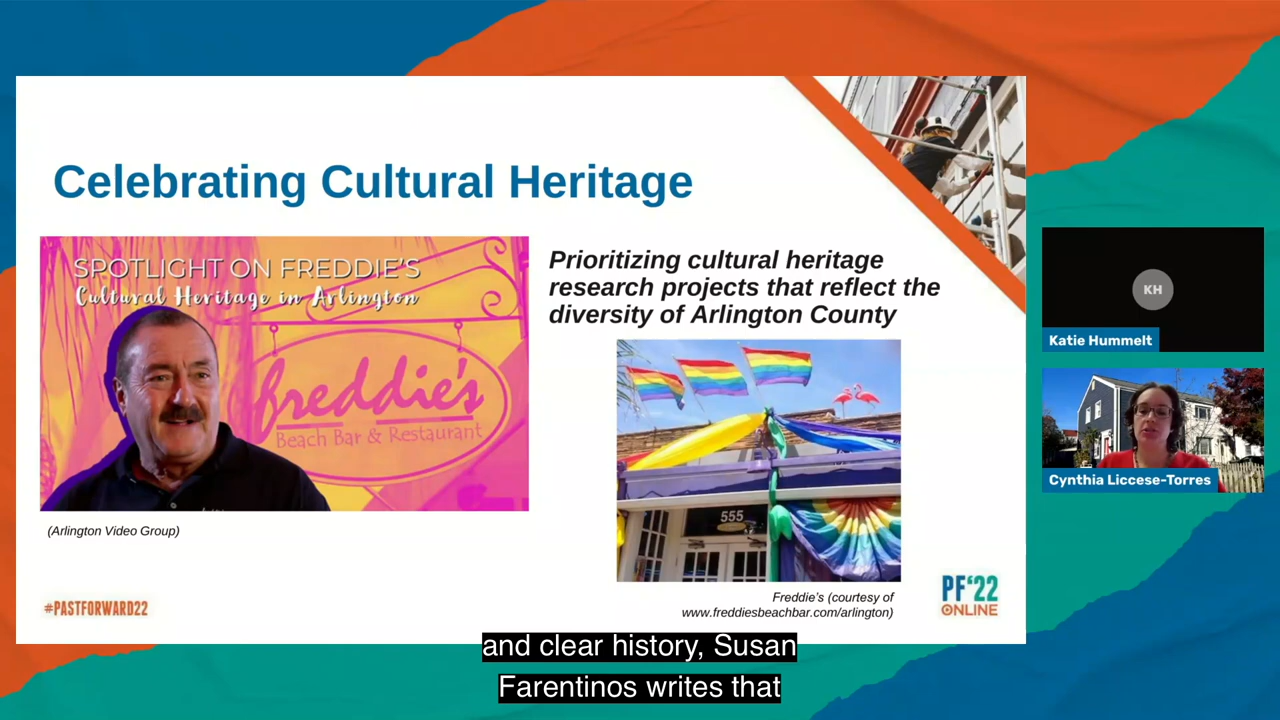 Celebrating Cultural Heritage
SPOTLIGHT ON FREDDIE'S
Cultural Heritage in Arlington
freddie's
Beach Bar & Restaurant
(Arlington Video Group)
Prioritizing cultural heritage
research projects that reflect the
diversity of Arlington County
555
Freddie's (courtesy of
www.freddiesbeachbar.com/arlington)
#PASTFORWARD22
PF'22
ONLINE
KH
Katie Hummelt
Cynthia Liccese-Torres
and clear history, Susan
Farentinos writes that